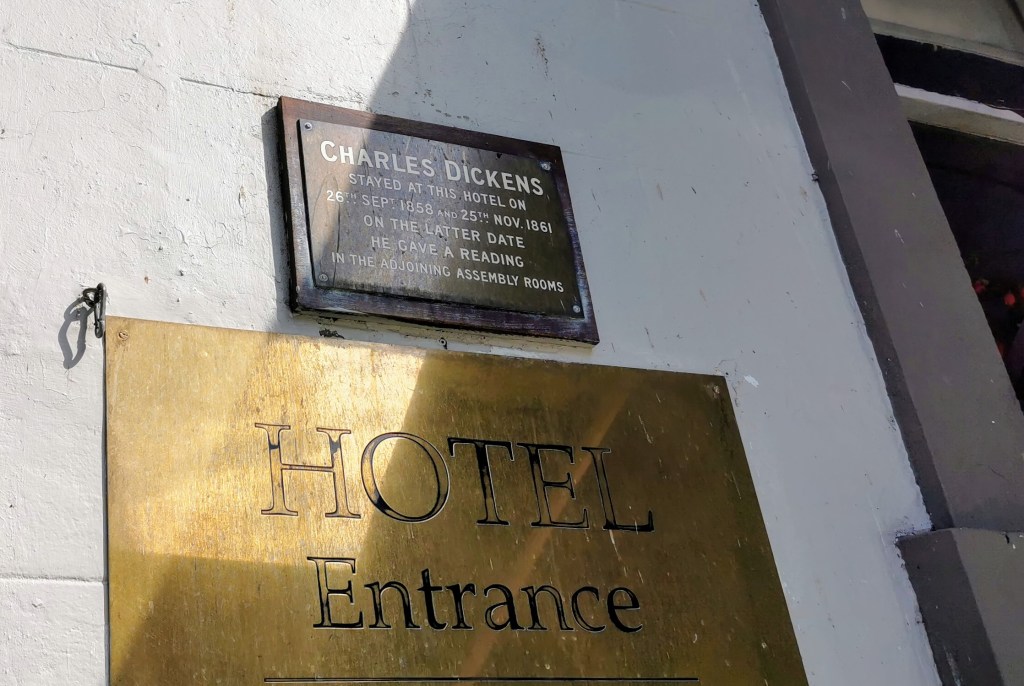 CHARLES DICKENS
STAYED AT THIS HOTEL ON
26TH SEPT. 1858 AND 25TH NOV. 1861
ON THE LATTER DATE
HE GAVE A READING
IN THE ADJOINING ASSEMBLY ROOMS
HOTEL
Entrance